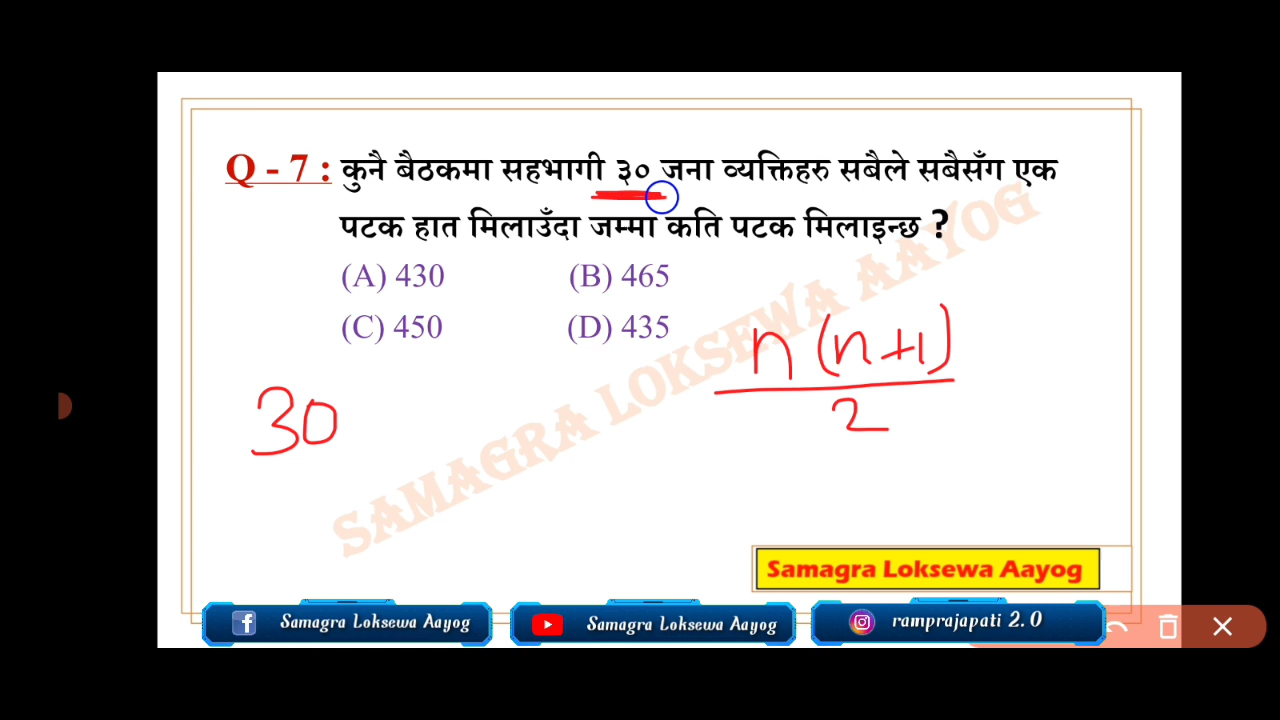 Q - 7 : कुनै बैठकमा सहभागी ३० जना व्यक्तिहरु सबैले सबैसँग एक
पटक हात मिलाउँदा जम्मा कति पटक मिलाइन्छ ?
(A) 430 (B) 465
(C) 450 (D) 435
n (n+1)
2
30
SAMAGRA LOKSEWA AAYOG
Samagra Loksewa Aayog
f Samagra Loksewa Aayog Samagra Loksewa Aayog ramprajapati 2.0